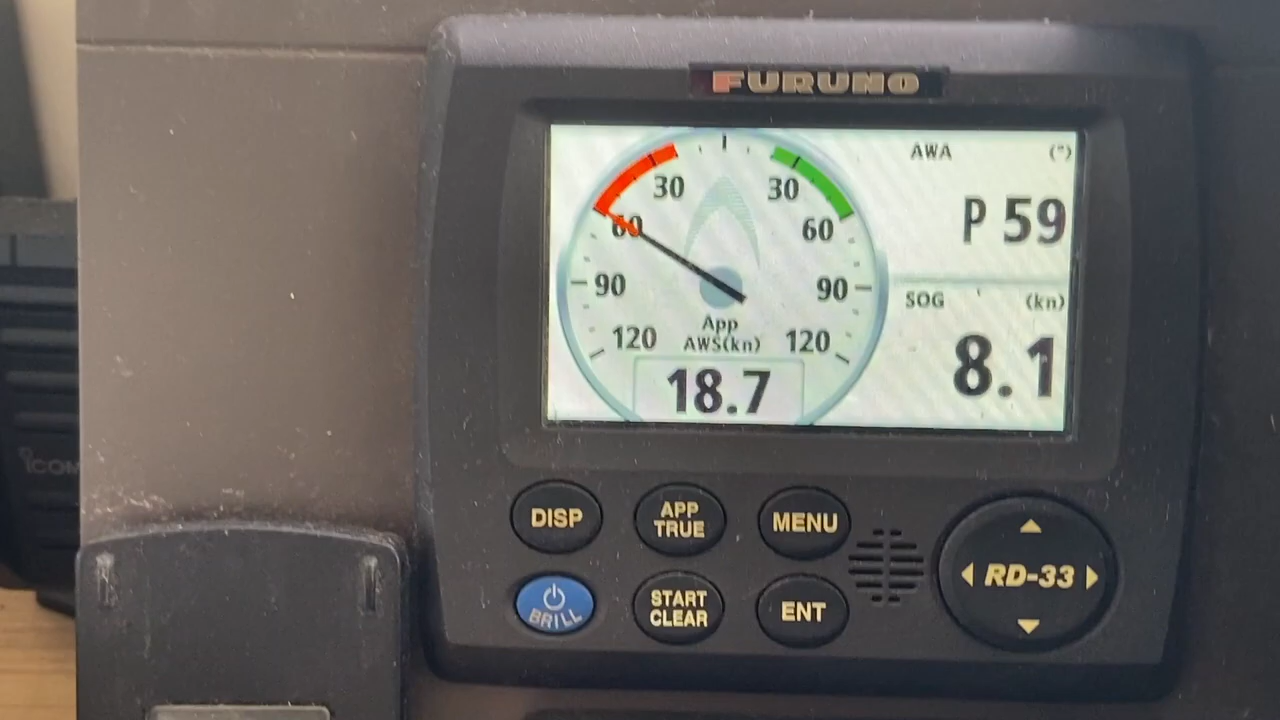 FURUNO
AWA (°)
30 30
P 59
60 60
90 90
SOG (kn)
App
120 AWS(kn) 120
8.1
18.7
DISP
APP
TRUE
MENU
BRILL
START
CLEAR
ENT
RD-33
ICOM